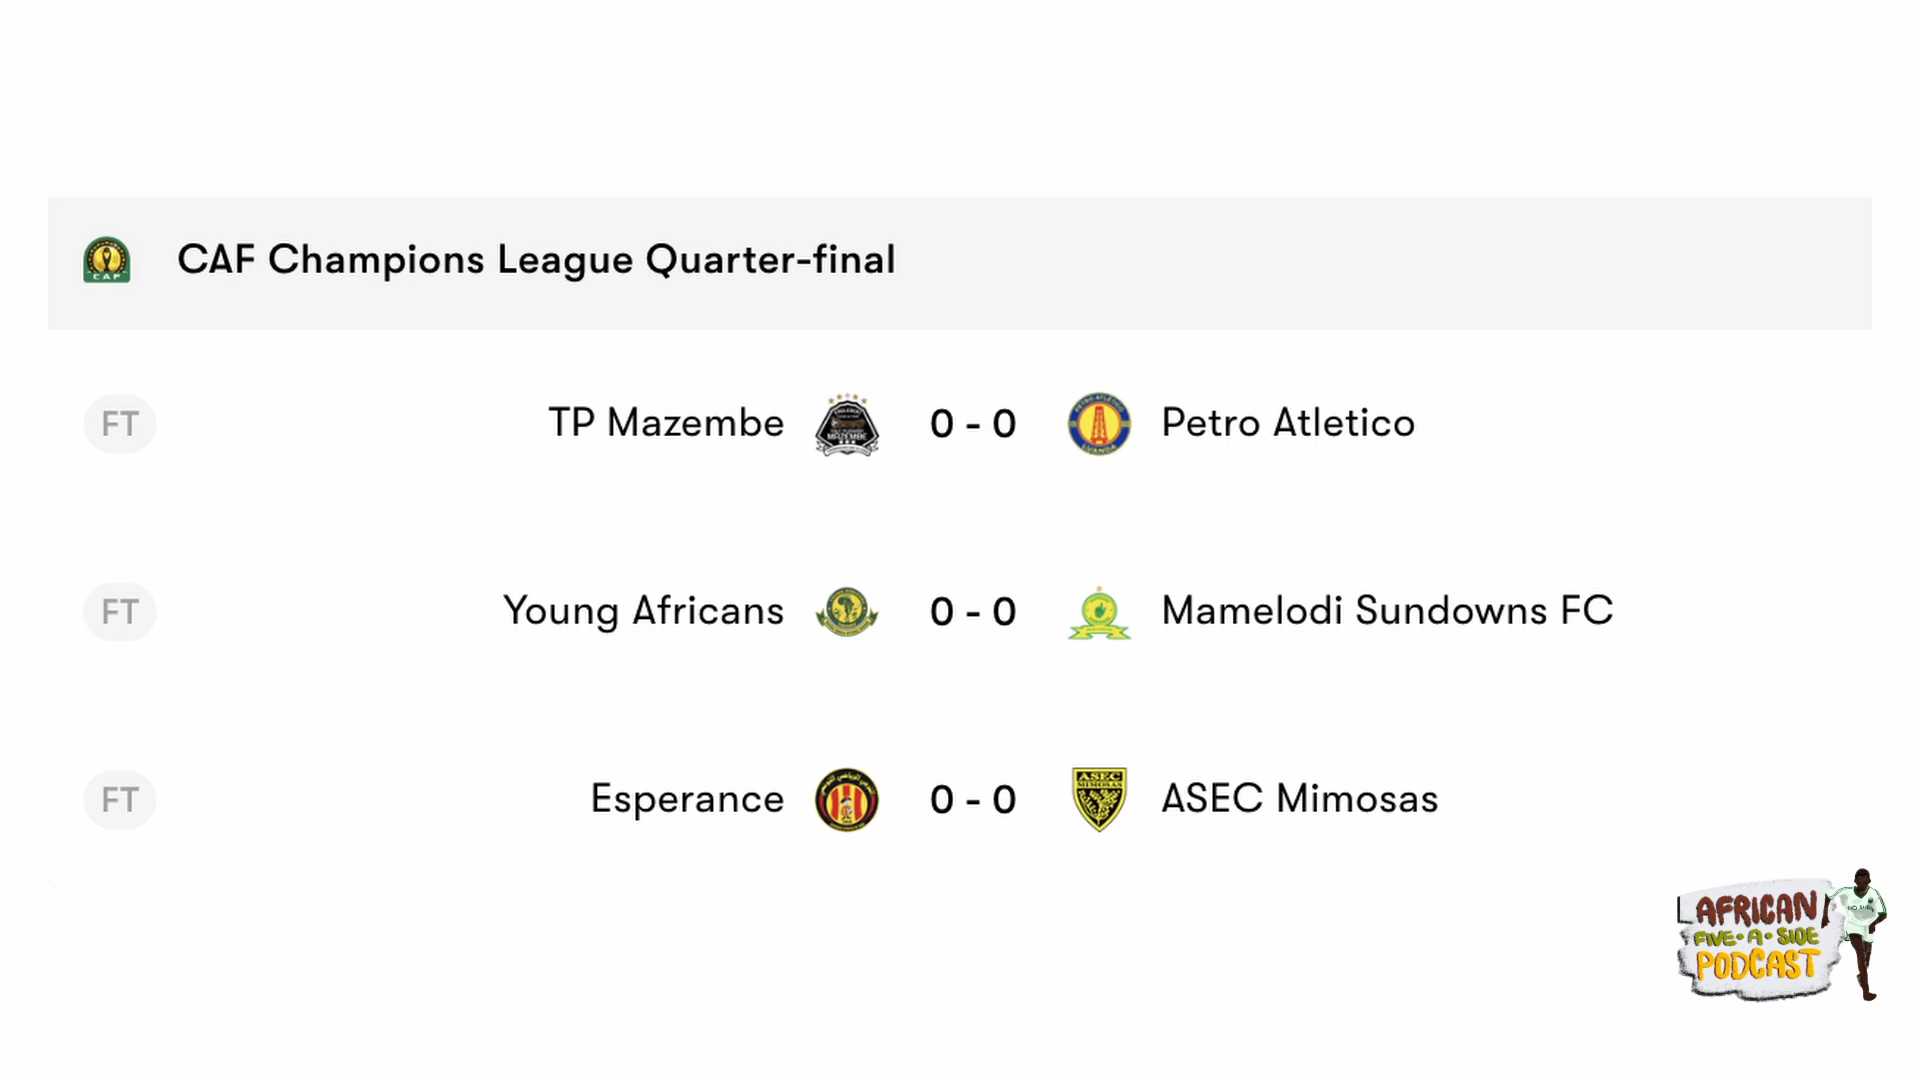 CAF Champions League Quarter-final
FT TP Mazembe 0 - 0 Petro Atletico
FT Young Africans 0 - 0 Mamelodi Sundowns FC
FT Esperance 0 - 0 ASEC Mimosas
AFRICAN
FIVE-A-SIDE
PODCAST